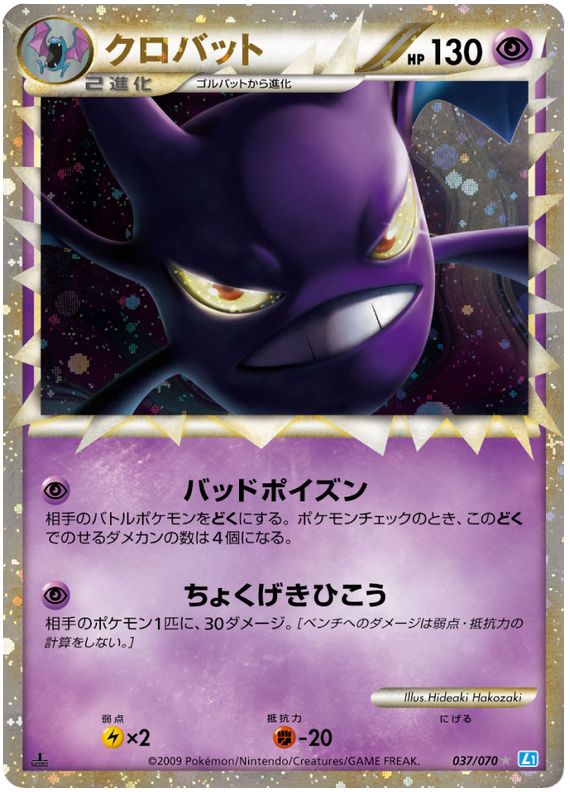 クロバット
HP 130
2進化
ゴルバットから進化
バッドポイズン
相手のバトルポケモンをどくにする。ポケモンチェックのとき、このどく
でのせるダメカンの数は4個になる。
ちょくげきひこう
相手のポケモン1匹に、30ダメージ。[ベンチへのダメージは弱点・抵抗力の
計算をしない。]
Illus.Hideaki Hakozaki
弱点 抵抗力 にげる
×2 -20
©2009 Pokémon/Nintendo/Creatures/GAME FREAK. 037/070 L1